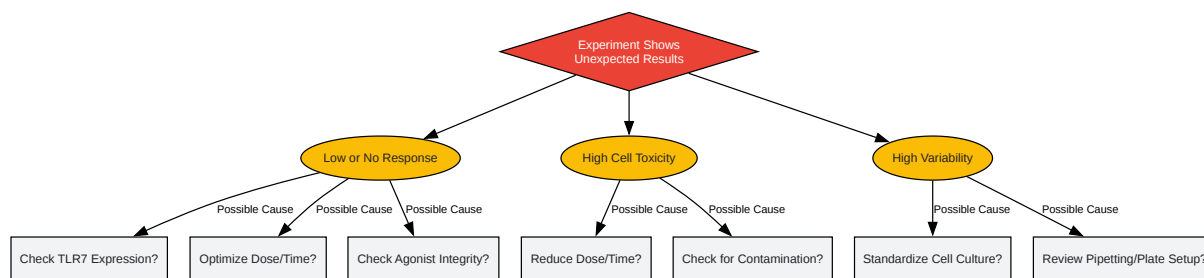 Experiment Shows
Unexpected Results
Low or No Response
High Cell Toxicity
High Variability
Possible Cause
Possible Cause
Possible Cause
Possible Cause
Possible Cause
Possible Cause
Possible Cause
Check TLR7 Expression?
Optimize Dose/Time?
Check Agonist Integrity?
Reduce Dose/Time?
Check for Contamination?
Standardize Cell Culture?
Review Pipetting/Plate Setup?